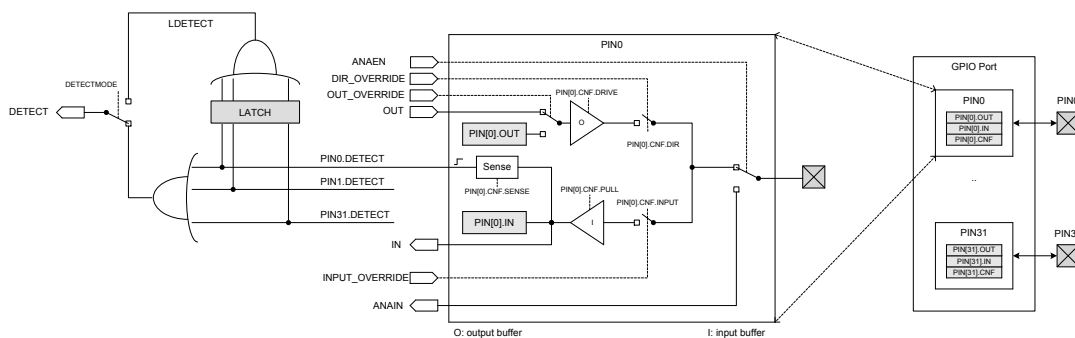 LDETECT
DETECTMODE
DETECT
LATCH
PIN0.DETECT
PIN1.DETECT
PIN31.DETECT
PIN0
ANAEN
DIR_OVERRIDE
OUT_OVERRIDE
OUT
PIN[0].OUT
PIN[0].CNF.DRIVE
O
PIN[0].CNF.DIR
Sense
PIN[0].CNF.SENSE
PIN[0].CNF.PULL
PIN[0].CNF.INPUT
PIN[0].IN
I
IN
INPUT_OVERRIDE
ANAIN
O: output buffer
I: input buffer
GPIO Port
PIN0
PIN[0].OUT
PIN[0].IN
PIN[0].CNF
..
PIN31
PIN[31].OUT
PIN[31].IN
PIN[31].CNF